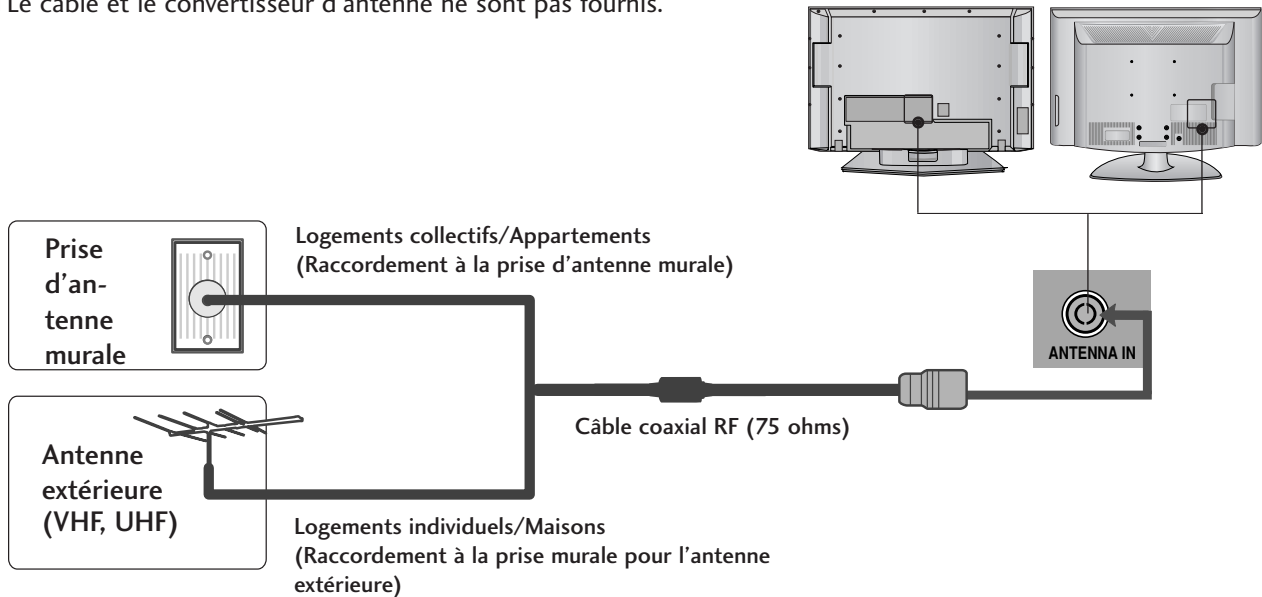 Le câble et le convertisseur d'antenne ne sont pas fournis.
Prise
d'an-
tenne
murale
Logements collectifs/Appartements
(Raccordement à la prise d'antenne murale)
ANTENNA IN
Câble coaxial RF (75 ohms)
Antenne
extérieure
(VHF, UHF)
Logements individuels/Maisons
(Raccordement à la prise murale pour l'antenne
extérieure)